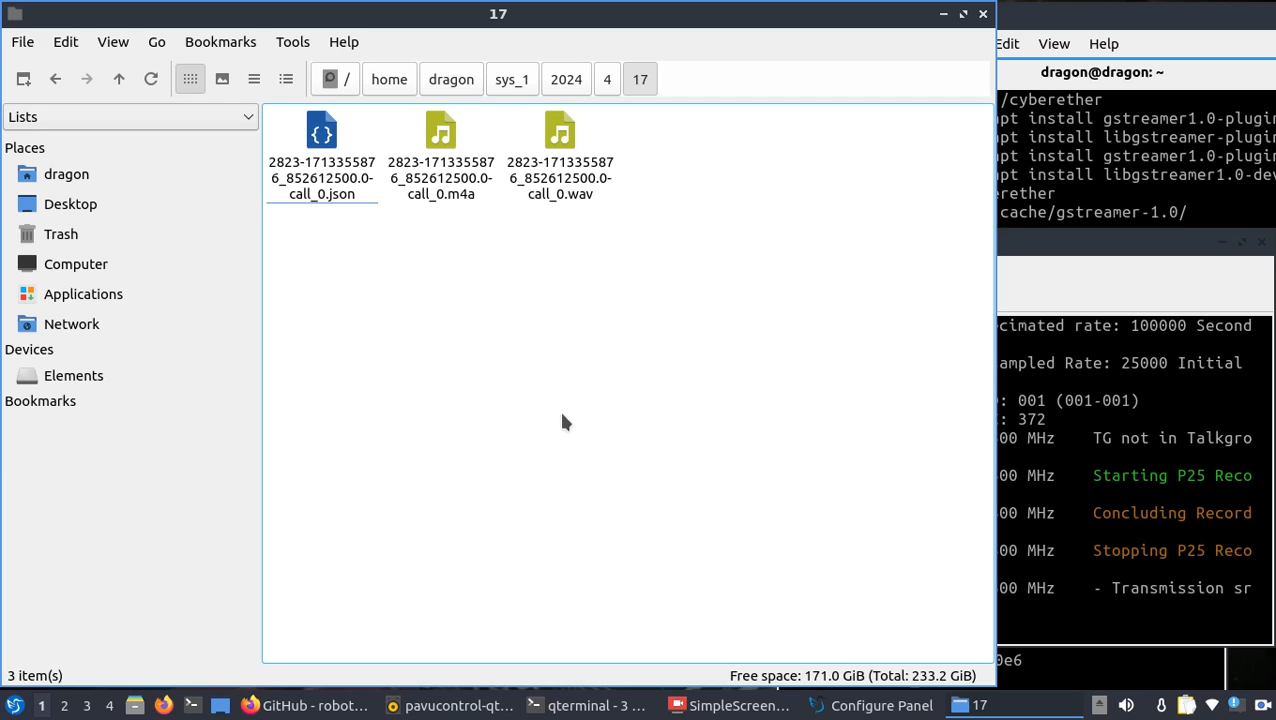 17
File Edit View Go Bookmarks Tools Help
/ home dragon sys_1 2024 4 17
Lists
Places
dragon
Desktop
Trash
Computer
Applications
Network
Devices
Elements
Bookmarks
2823-171335587
6_852612500.0-
call_0.json
2823-171335587
6_852612500.0-
call_0.m4a
2823-171335587
6_852612500.0-
call_0.wav
3 item(s)
Free space: 171.0 GiB (Total: 233.2 GiB)
Edit View Help
dragon@dragon: ~
/cyberether
pt install gstreamer1.0-plugin
pt install libgstreamer-plugin
pt install gstreamer1.0-plugin
pt install libgstreamer1.0-dev
erether
cache/gstreamer-1.0/
cimated rate: 100000 Second
ampled Rate: 25000 Initial
: 001 (001-001)
: 372
00 MHz TG not in Talkgro
00 MHz Starting P25 Reco
00 MHz Concluding Record
00 MHz Stopping P25 Reco
00 MHz - Transmission sr
0e6
1 2 3 4 GitHub - robot... pavucontrol-qt... qterminal - 3 ... SimpleScreen... Configure Panel 17